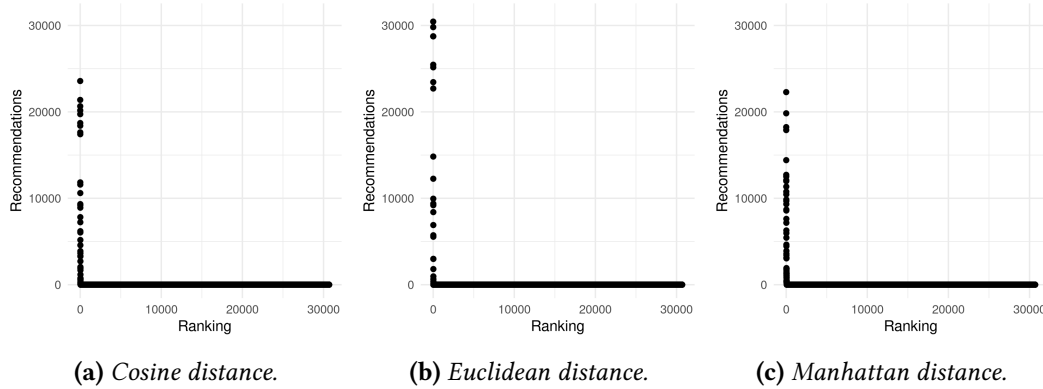 30000
20000
10000
0
Recommendations
0 10000 20000 30000
Ranking
(a) Cosine distance.
30000
20000
10000
0
Recommendations
0 10000 20000 30000
Ranking
(b) Euclidean distance.
30000
20000
10000
0
Recommendations
0 10000 20000 30000
Ranking
(c) Manhattan distance.